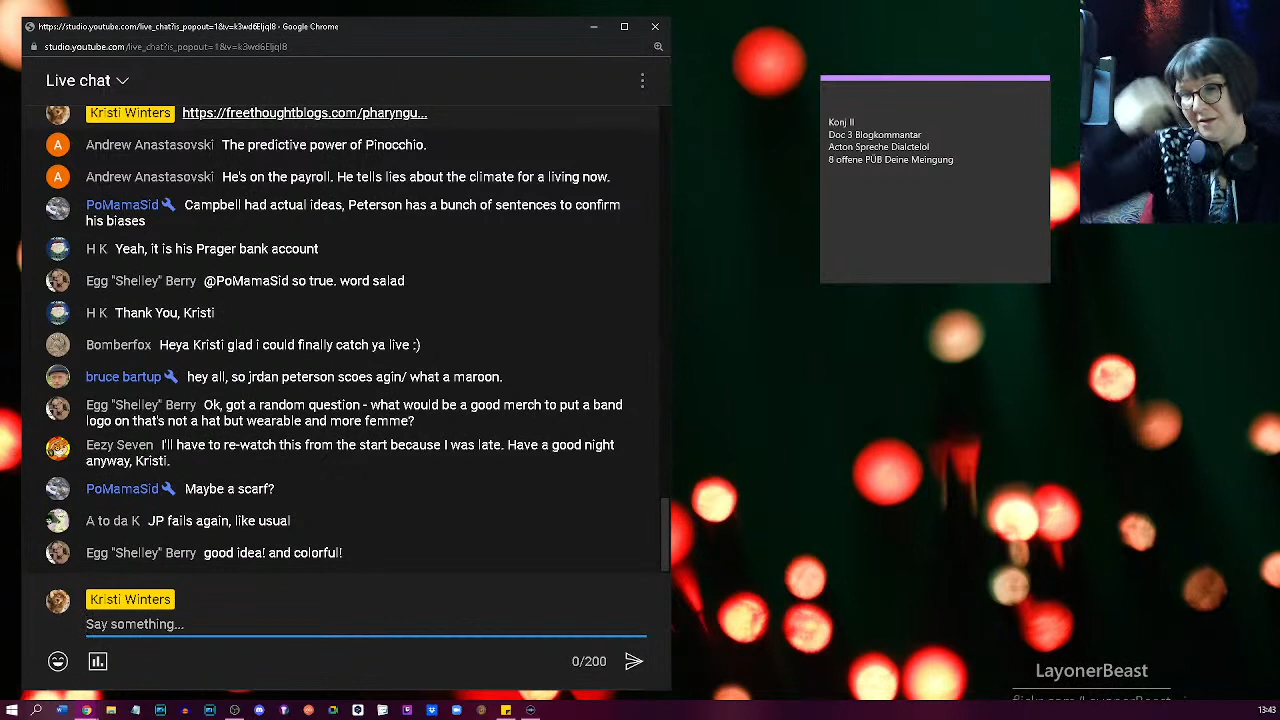 https://studio.youtube.com/live_chat?is_popout=1&v=k3wd6EljqI8 - Google Chrome
studio.youtube.com/live_chat?is_popout=1&v=k3wd6EljqI8
Live chat
Kristi Winters https://freethoughtblogs.com/pharyngu...
A Andrew Anastasovski The predictive power of Pinocchio.
A Andrew Anastasovski He's on the payroll. He tells lies about the climate for a living now.
PoMamaSid Campbell had actual ideas, Peterson has a bunch of sentences to confirm
his biases
H K Yeah, it is his Prager bank account
Egg "Shelley" Berry @PoMamaSid so true. word salad
H K Thank You, Kristi
Bomberfox Heya Kristi glad i could finally catch ya live :)
bruce bartup hey all, so jrdan peterson scoes agin/ what a maroon.
Egg "Shelley" Berry Ok, got a random question - what would be a good merch to put a band
logo on that's not a hat but wearable and more femme?
Eezy Seven I'll have to re-watch this from the start because I was late. Have a good night
anyway, Kristi.
PoMamaSid Maybe a scarf?
A to da K JP fails again, like usual
Egg "Shelley" Berry good idea! and colorful!
Kristi Winters
Say something...
0/200
Konj II
Doc 3 Blogkommantar
Acton Spreche Dialctelol
8 offene PÜB Deine Meingung
LayonerBeast
flickr.com/LayonerBeast
13:43